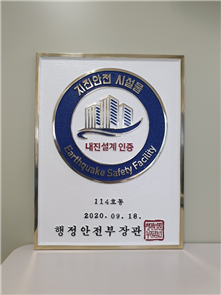 지진안전 시설물
내진설계 인증
Earthquake Safety Facility
114호동
2020. 09. 18.
행정안전부장관